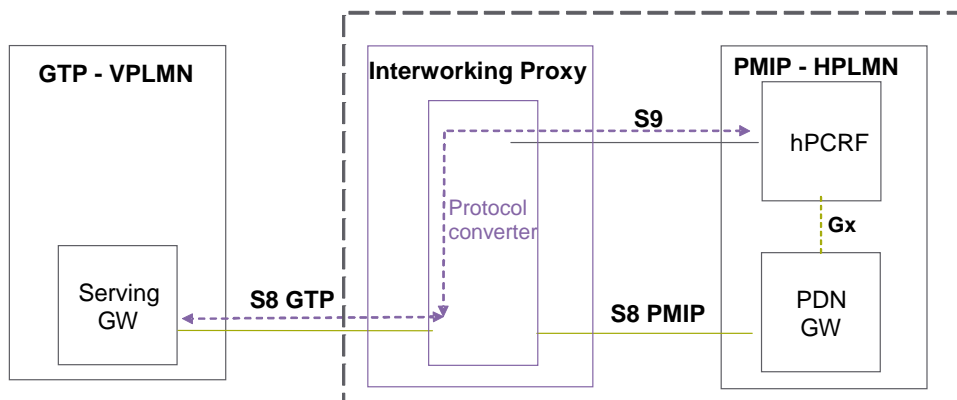 GTP - VPLMN
Interworking Proxy
PMIP - HPLMN
S9
hPCRF
Protocol
converter
Gx
Serving
GW
S8 GTP
S8 PMIP
PDN
GW